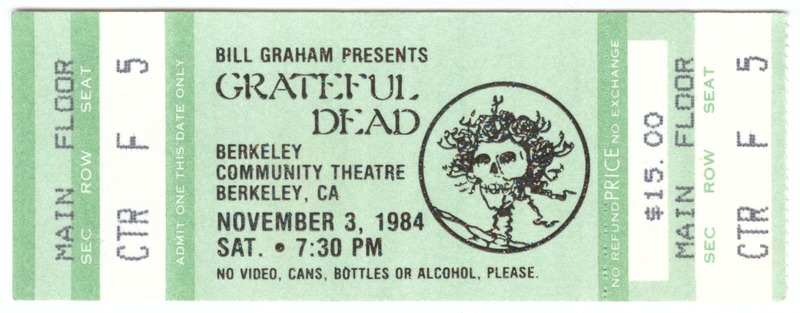 MAIN FLOOR
SEC ROW SEAT
CTR F 5
ADMIT ONE THIS DATE ONLY
BILL GRAHAM PRESENTS
GRATEFUL
DEAD
BERKELEY
COMMUNITY THEATRE
BERKELEY, CA
NOVEMBER 3, 1984
SAT. • 7:30 PM
NO VIDEO, CANS, BOTTLES OR ALCOHOL, PLEASE.
NO REFUND PRICE NO EXCHANGE
$15.00
MAIN FLOOR
SEC ROW SEAT
CTR F 5